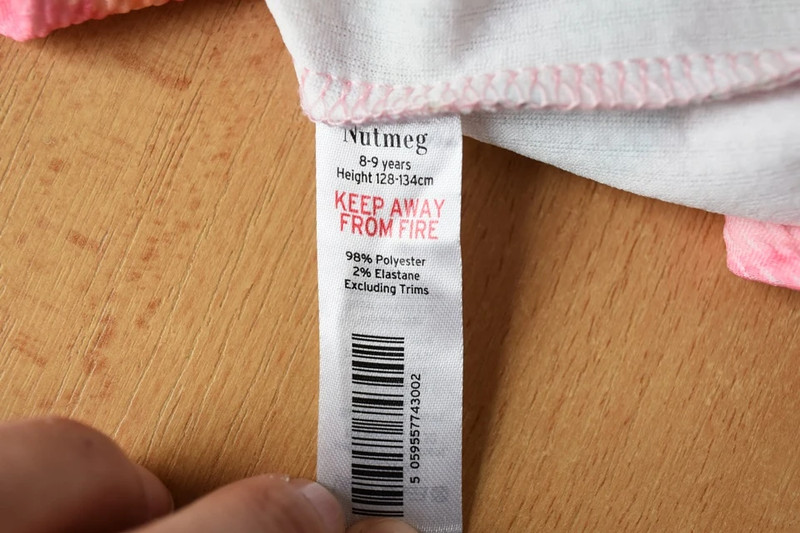 Nutmeg
8-9 years
Height 128-134cm
KEEP AWAY
FROM FIRE
98% Polyester
2% Elastane
Excluding Trims
5 059557743002